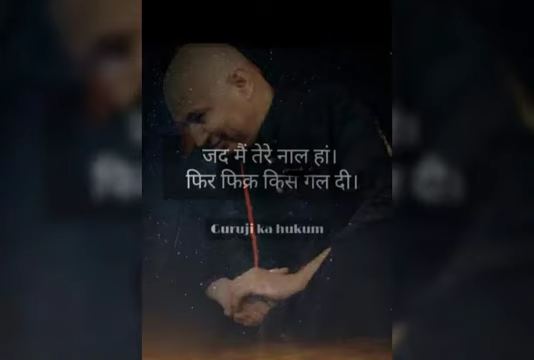 जद मैं तेरे नाल हां।
फिर फिक्र किस गल दी।
Guruji ka hukum